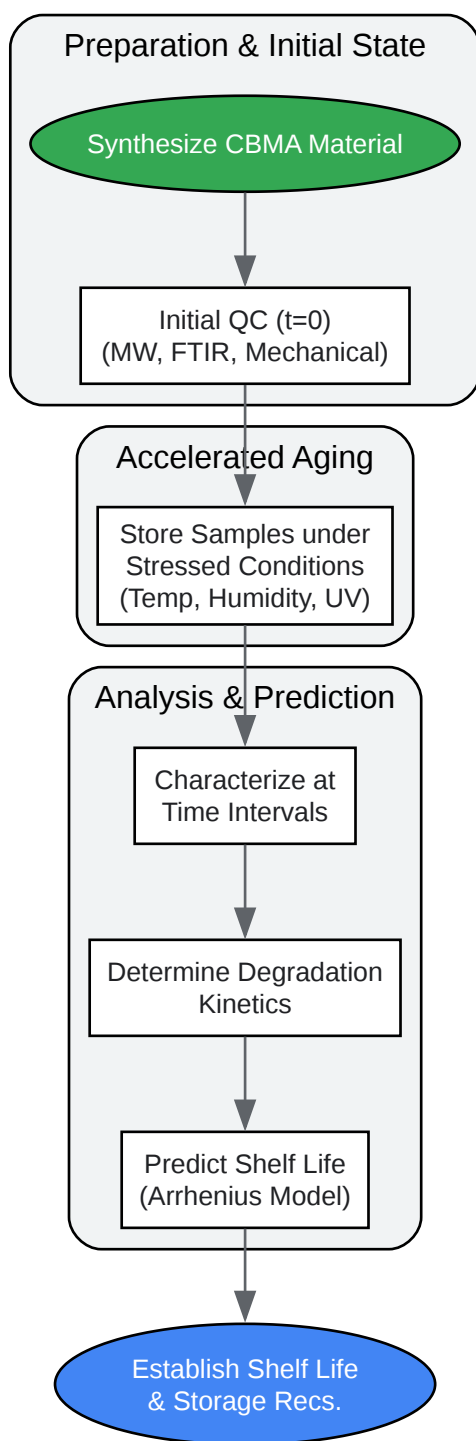 Preparation & Initial State
Synthesize CBMA Material
Initial QC (t=0)
(MW, FTIR, Mechanical)
Accelerated Aging
Store Samples under
Stressed Conditions
(Temp, Humidity, UV)
Analysis & Prediction
Characterize at
Time Intervals
Determine Degradation
Kinetics
Predict Shelf Life
(Arrhenius Model)
Establish Shelf Life
& Storage Recs.